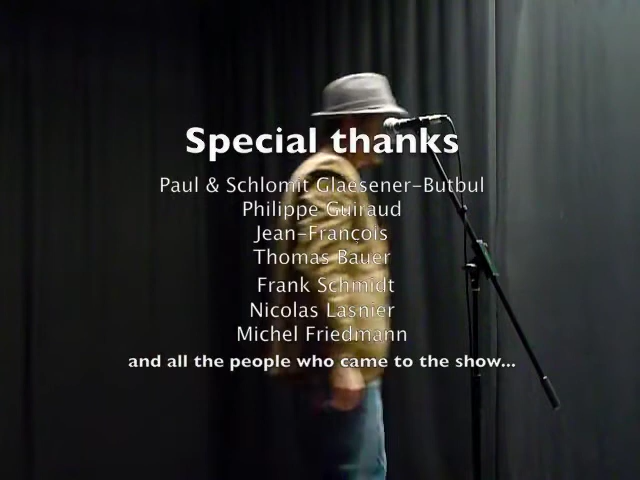 Special thanks
Paul & Schlomit Glaesener-Butbul
Philippe Guiraud
Jean-François
Thomas Bauer
Frank Schmidt
Nicolas Lasnier
Michel Friedmann
and all the people who came to the show...